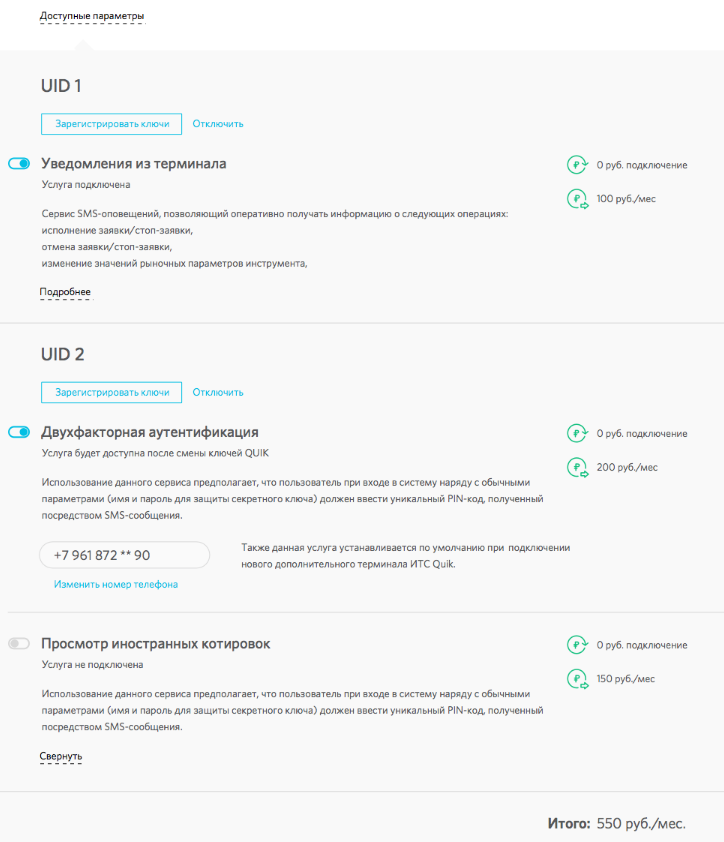 Доступные параметры
UID 1
Зарегистрировать ключи Отключить
Уведомления из терминала
Услуга подключена
0 руб. подключение
100 руб./мес
Сервис SMS-оповещений, позволяющий оперативно получать информацию о следующих операциях:
исполнение заявки/стоп-заявки,
отмена заявки/стоп-заявки,
изменение значений рыночных параметров инструмента,
Подробнее
UID 2
Зарегистрировать ключи Отключить
Двухфакторная аутентификация
Услуга будет доступна после смены ключей QUIK
0 руб. подключение
200 руб./мес
Использование данного сервиса предполагает, что пользователь при входе в систему наряду с обычными
параметрами (имя и пароль для защиты секретного ключа) должен ввести уникальный PIN-код, полученный
посредством SMS-сообщения.
+7 961 872 ** 90
Изменить номер телефона
Также данная услуга устанавливается по умолчанию при подключении
нового дополнительного терминала ИТС Quik.
Просмотр иностранных котировок
Услуга не подключена
0 руб. подключение
150 руб./мес
Использование данного сервиса предполагает, что пользователь при входе в систему наряду с обычными
параметрами (имя и пароль для защиты секретного ключа) должен ввести уникальный PIN-код, полученный
посредством SMS-сообщения.
Свернуть
Итого: 550 руб./мес.